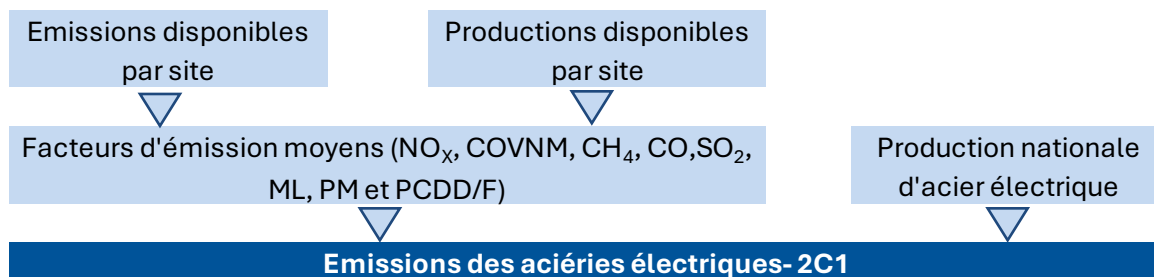 Emissions disponibles
par site
Productions disponibles
par site
Facteurs d'émission moyens (NOX, COVNM, CH4, CO,SO2,
ML, PM et PCDD/F)
Production nationale
d'acier électrique
Emissions des aciéries électriques- 2C1